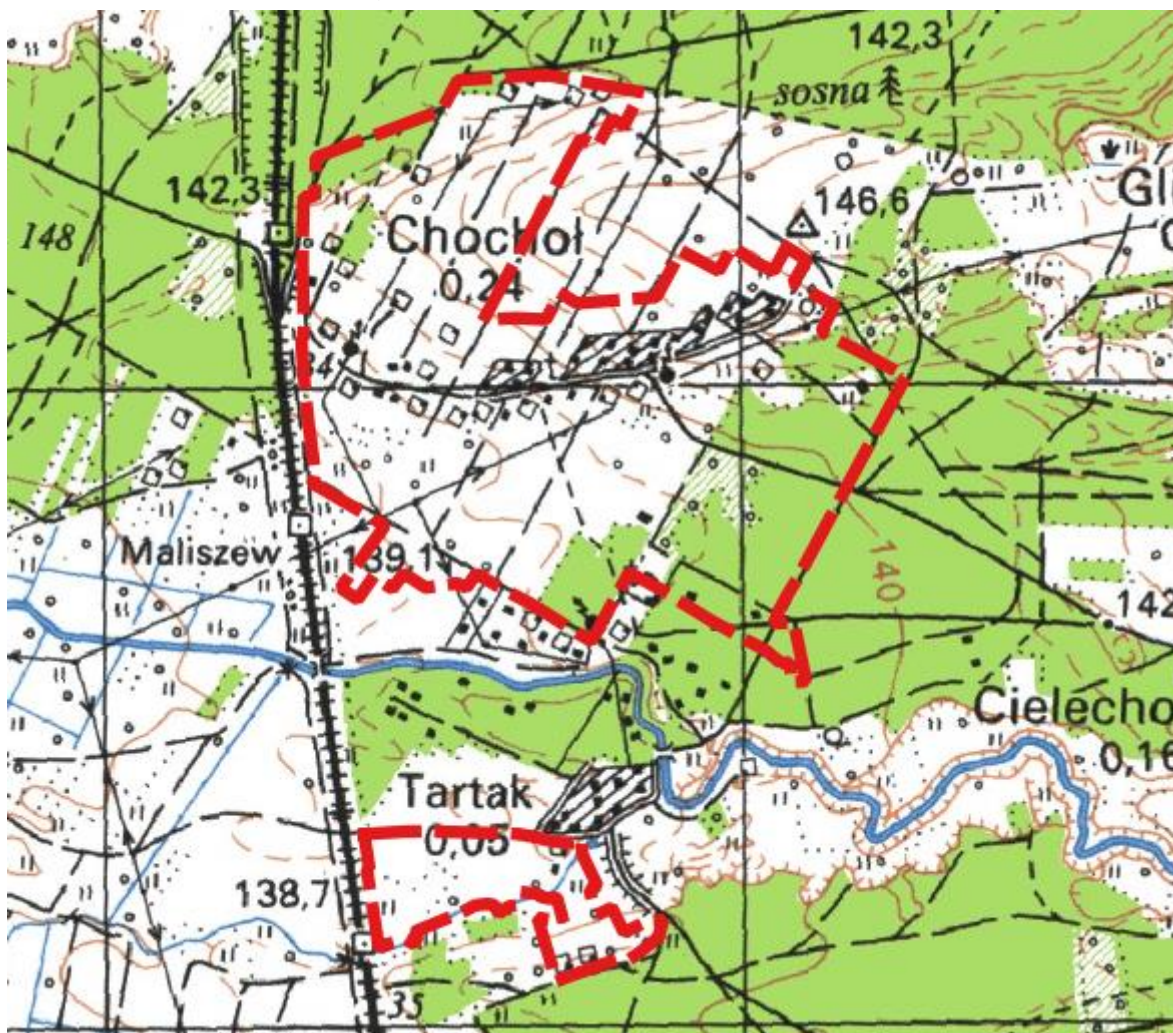 142,3
sosna
142,3
146,6
Gl
148
Chochoł
0,24
Maliszew
139,1
140
144
Cielecho
0,16
Tartak
0,05
138,7
35